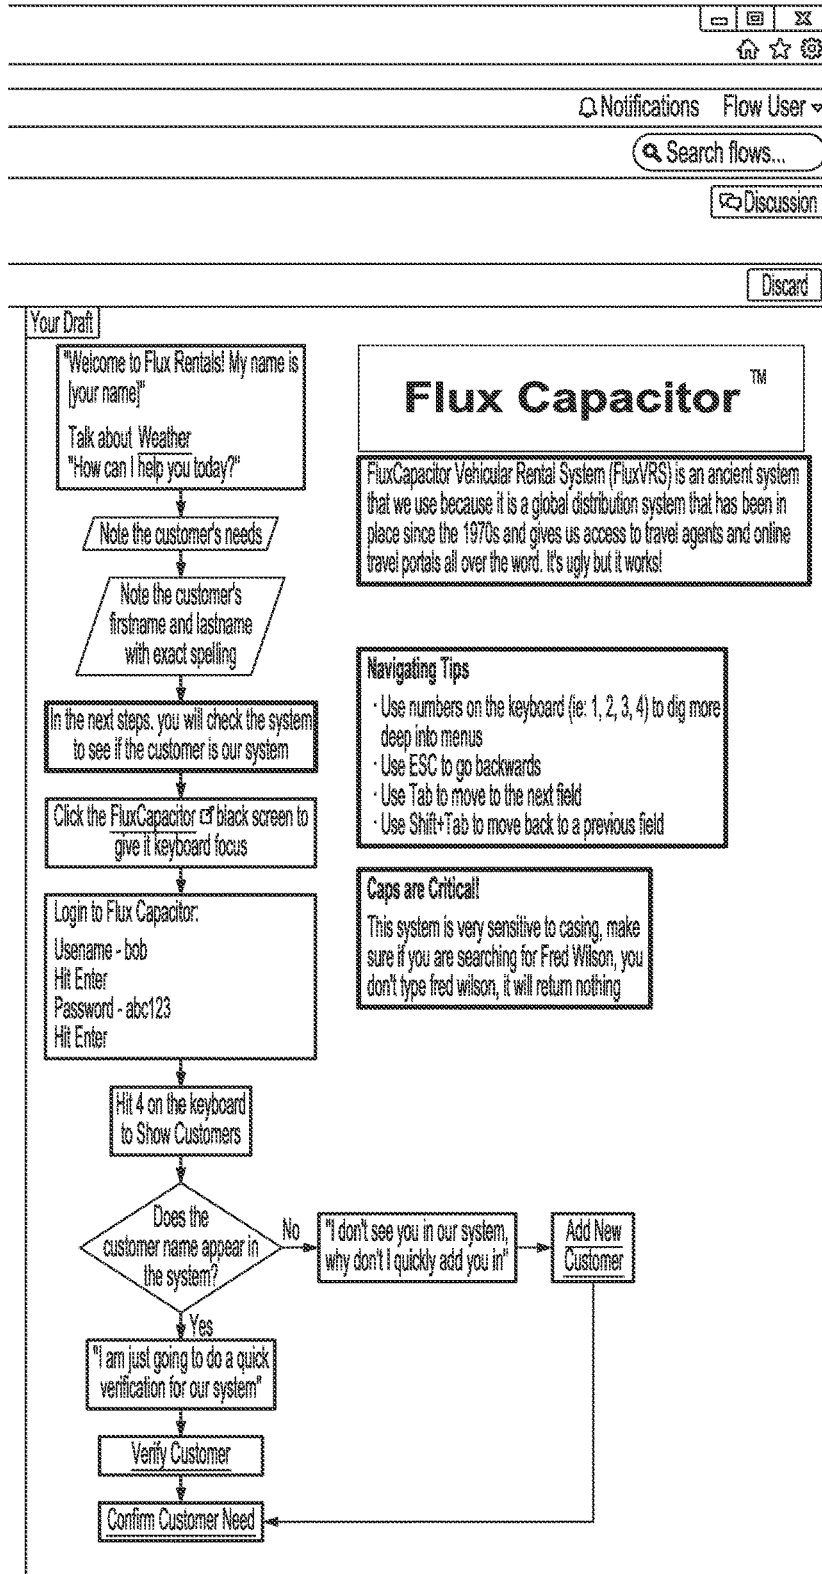 Notifications Flow User
Search flows...
Discussion
Discard
Your Draft
"Welcome to Flux Rentals! My name is
[your name]"
Talk about Weather
"How can I help you today?"
Note the customer's needs
Note the customer's
firstname and lastname
with exact spelling
In the next steps. you will check the system
to see if the customer is our system
Click the FluxCapacitor black screen to
give it keyboard focus
Login to Flux Capacitor:
Usename - bob
Hit Enter
Password - abc123
Hit Enter
Hit 4 on the keyboard
to Show Customers
Does the
customer name appear in
the system?
No
"I don't see you in our system,
why don't I quickly add you in"
Add New
Customer
Yes
"I am just going to do a quick
verification for our system"
Verify Customer
Confirm Customer Need
Flux Capacitor TM
FluxCapacitor Vehicular Rental System (FluxVRS) is an ancient system
that we use because it is a global distribution system that has been in
place since the 1970s and gives us access to travel agents and online
travel portals all over the word. It's ugly but it works!
Navigating Tips
· Use numbers on the keyboard (ie: 1, 2, 3, 4) to dig more
deep into menus
· Use ESC to go backwards
· Use Tab to move to the next field
· Use Shift+Tab to move back to a previous field
Caps are Critical!
This system is very sensitive to casing, make
sure if you are searching for Fred Wilson, you
don't type fred wilson, it will return nothing